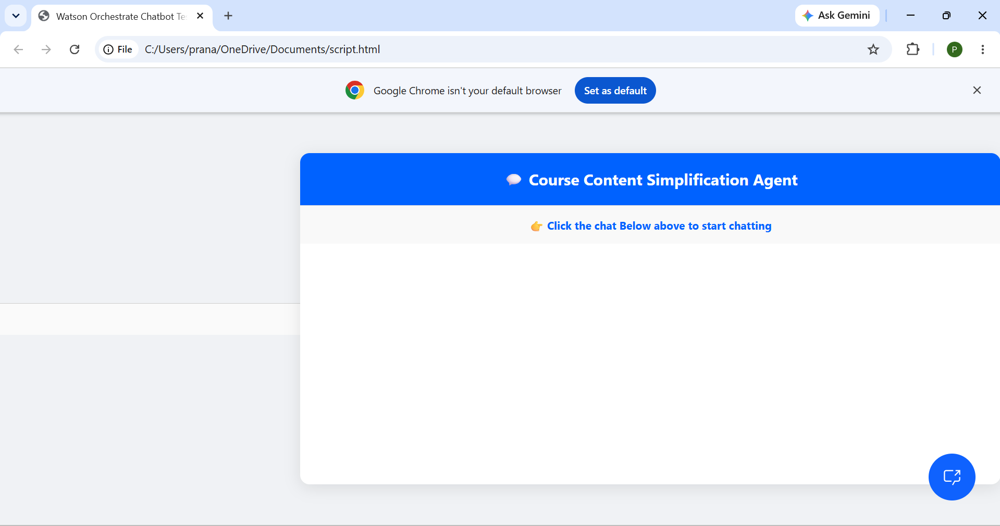 Watson Orchestrate Chatbot Te
Ask Gemini
File
C:/Users/prana/OneDrive/Documents/script.html
P
Google Chrome isn't your default browser
Set as default
Course Content Simplification Agent
Click the chat Below above to start chatting